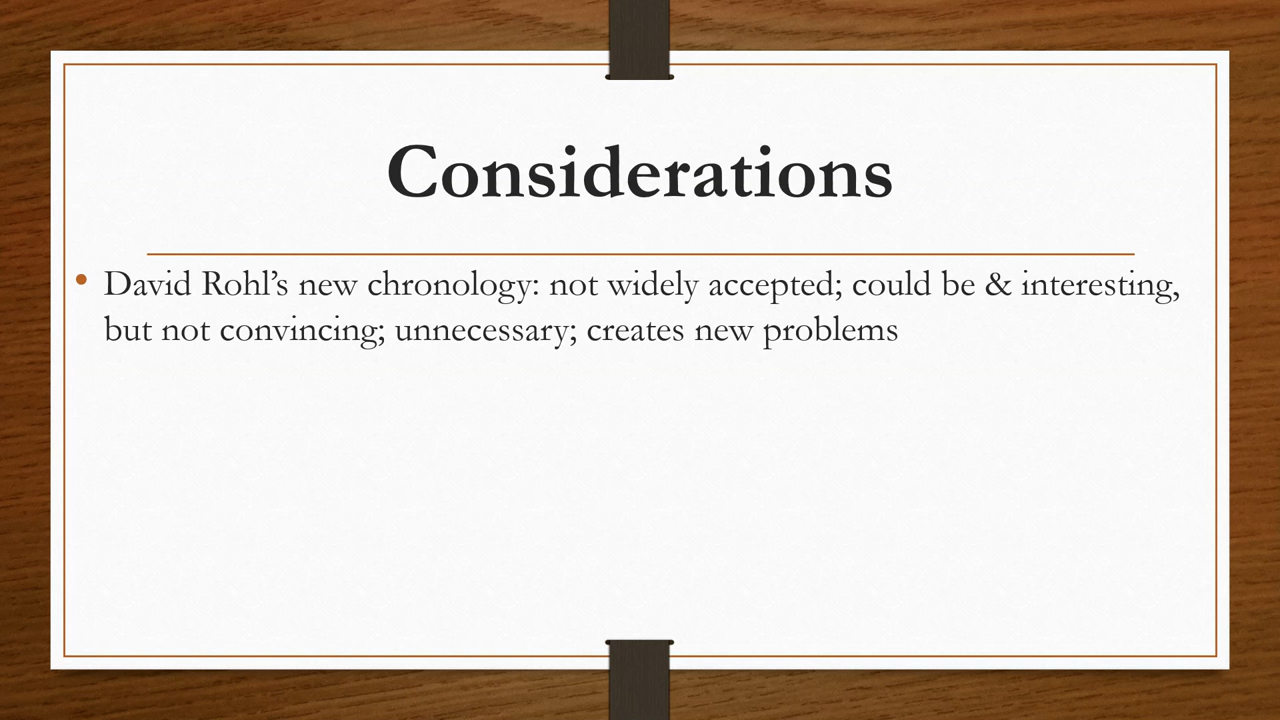 Considerations
• David Rohl’s new chronology: not widely accepted; could be & interesting,
but not convincing; unnecessary; creates new problems